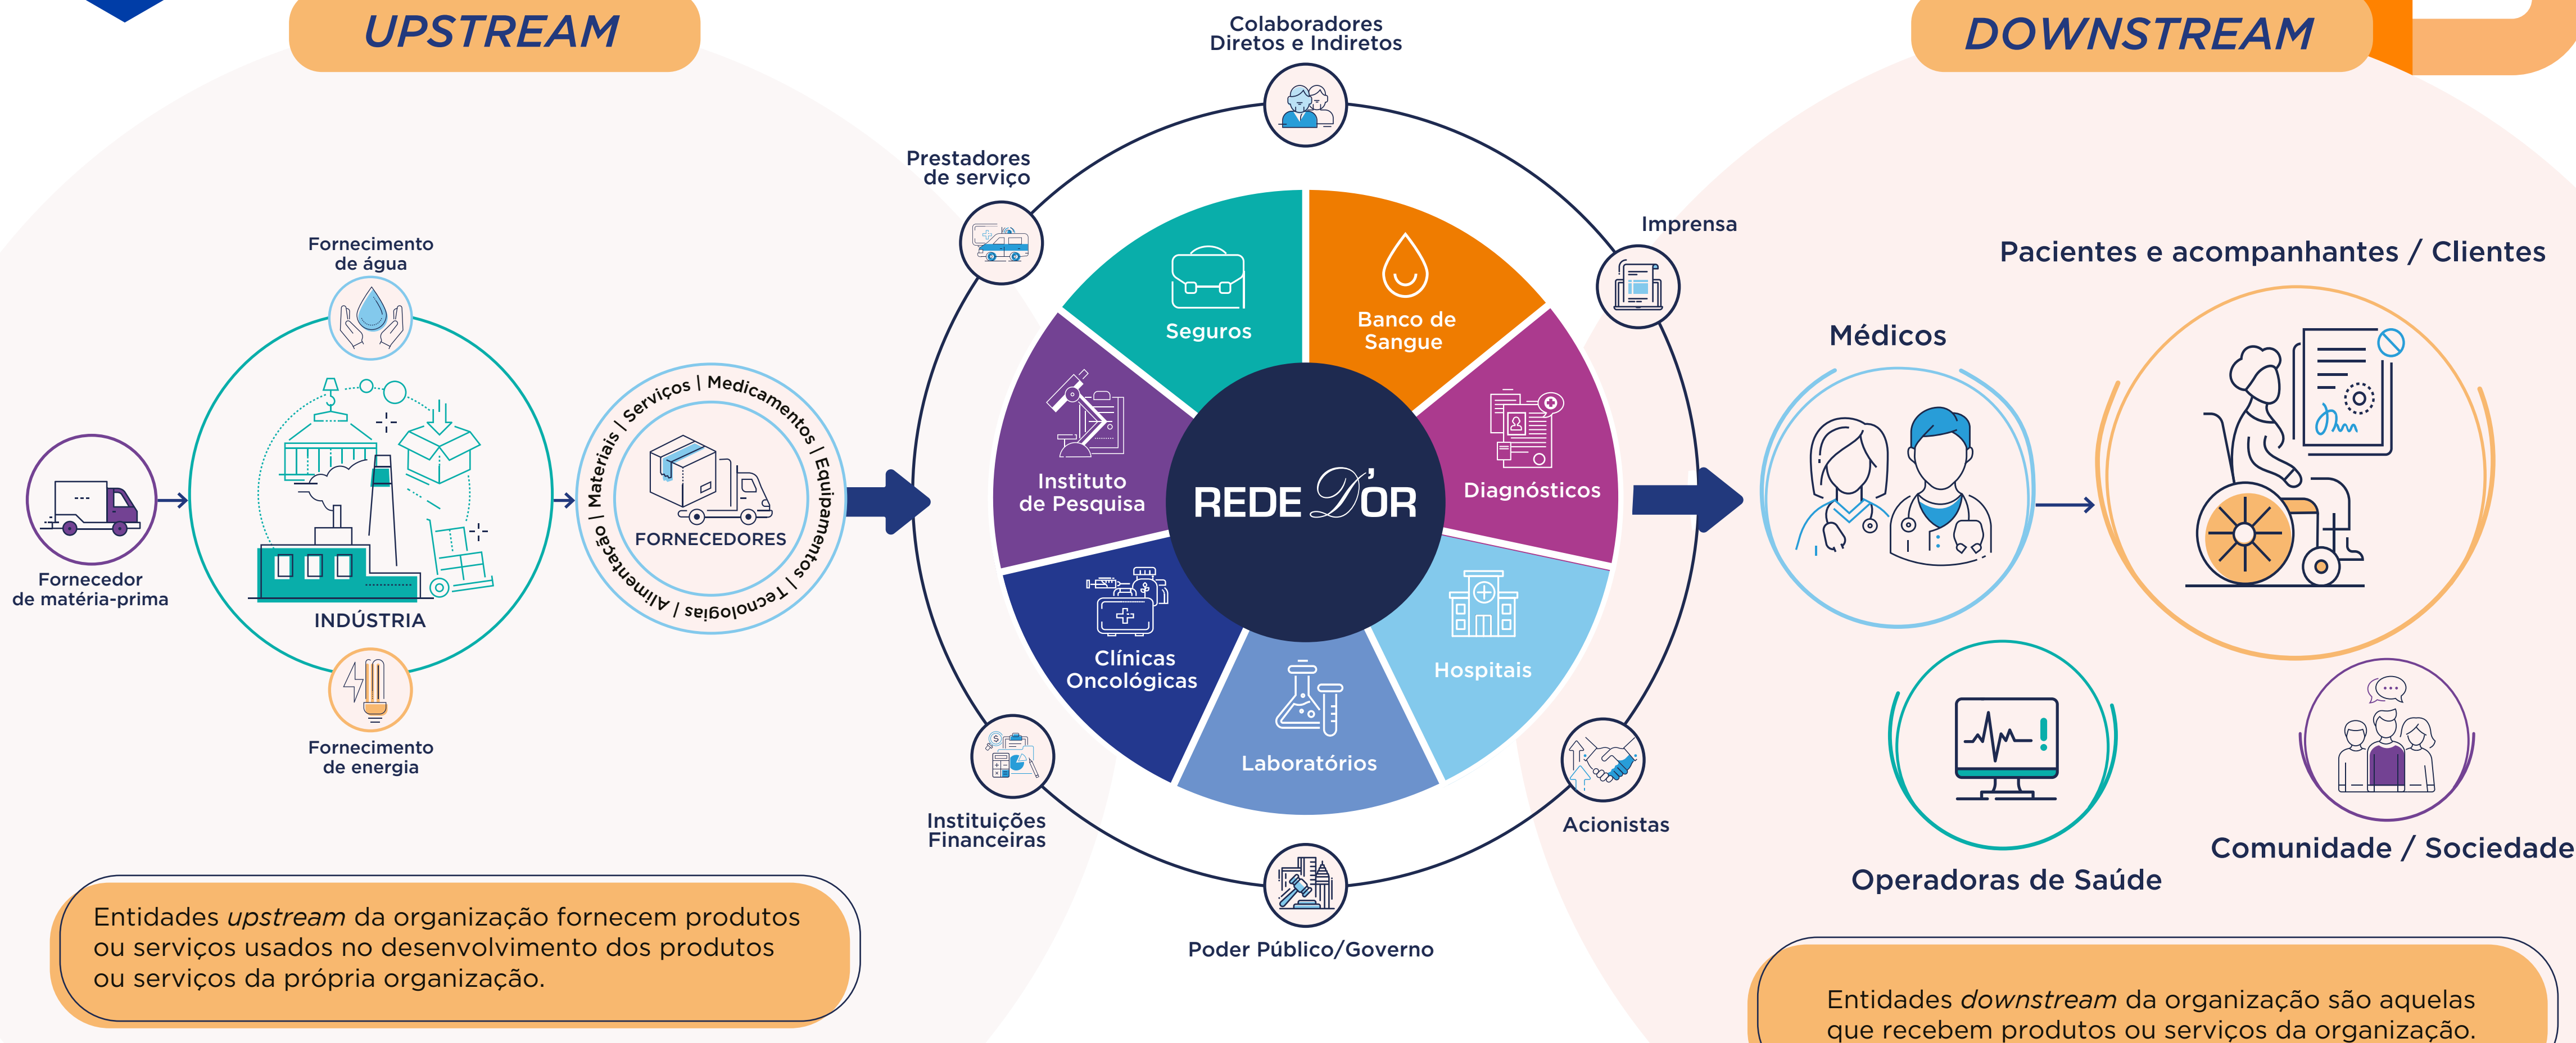 UPSTREAM
Fornecimento
de água
Fornecedor
de matéria-prima
INDÚSTRIA
Fornecimento
de energia
Materiais | Serviços | Medicamentos | Equipamentos | Tecnologias | Alimentação |
FORNECEDORES
Entidades upstream da organização fornecem produtos
ou serviços usados no desenvolvimento dos produtos
ou serviços da própria organização.
Colaboradores
Diretos e Indiretos
Prestadores
de serviço
Imprensa
Seguros
Banco de
Sangue
Instituto
de Pesquisa
REDE D'OR
Diagnósticos
Clínicas
Oncológicas
Hospitais
Laboratórios
Instituições
Financeiras
Acionistas
Poder Público/Governo
DOWNSTREAM
Pacientes e acompanhantes / Clientes
Médicos
Operadoras de Saúde
Comunidade / Sociedade
Entidades downstream da organização são aquelas
que recebem produtos ou serviços da organização.